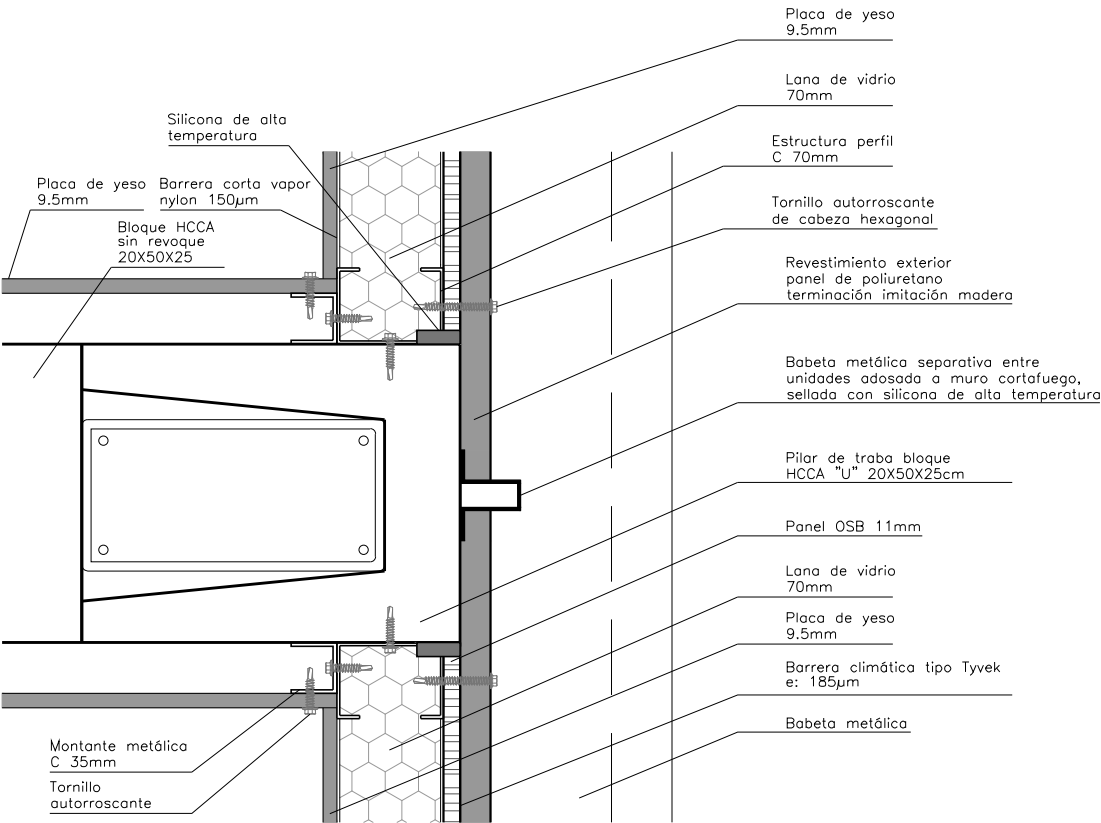 Placa de yeso
9.5mm
Lana de vidrio
70mm
Silicona de alta
temperatura
Estructura perfil
C 70mm
Placa de yeso
9.5mm
Barrera corta vapor
nylon 150µm
Tornillo autorroscante
de cabeza hexagonal
Bloque HCCA
sin revoque
20X50X25
Revestimiento exterior
panel de poliuretano
terminación imitación madera
Babeta metálica separativa entre
unidades adosada a muro cortafuego,
sellada con silicona de alta temperatura
Pilar de traba bloque
HCCA "U" 20X50X25cm
Panel OSB 11mm
Lana de vidrio
70mm
Placa de yeso
9.5mm
Barrera climática tipo Tyvek
e: 185µm
Babeta metálica
Montante metálica
C 35mm
Tornillo
autorroscante